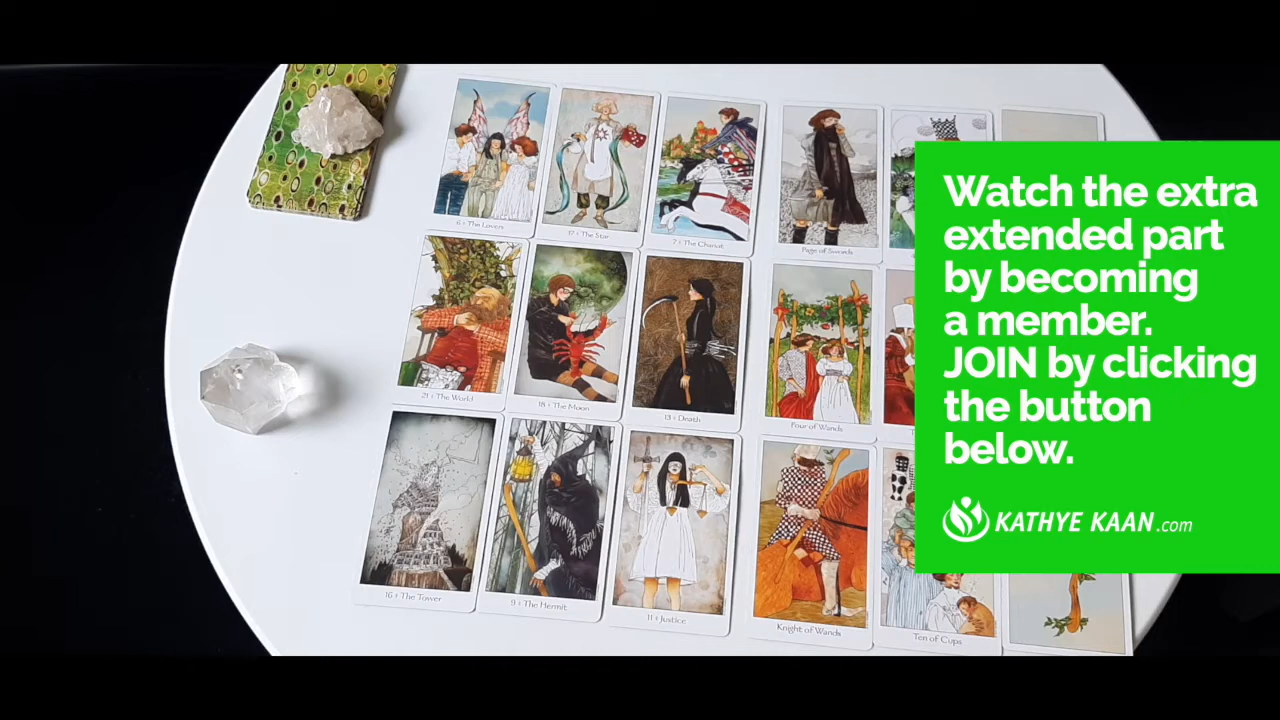 6 ♦ The Lovers
17 ♦ The Star
7 ♦ The Chariot
Page of Swords
21 ♦ The World
18 ♦ The Moon
13 ♦ Death
Four of Wands
16 ♦ The Tower
9 ♦ The Hermit
11 ♦ Justice
Knight of Wands
Ten of Cups
Watch the extra
extended part
by becoming
a member.
JOIN by clicking
the button
below.
KATHYE KAAN.com